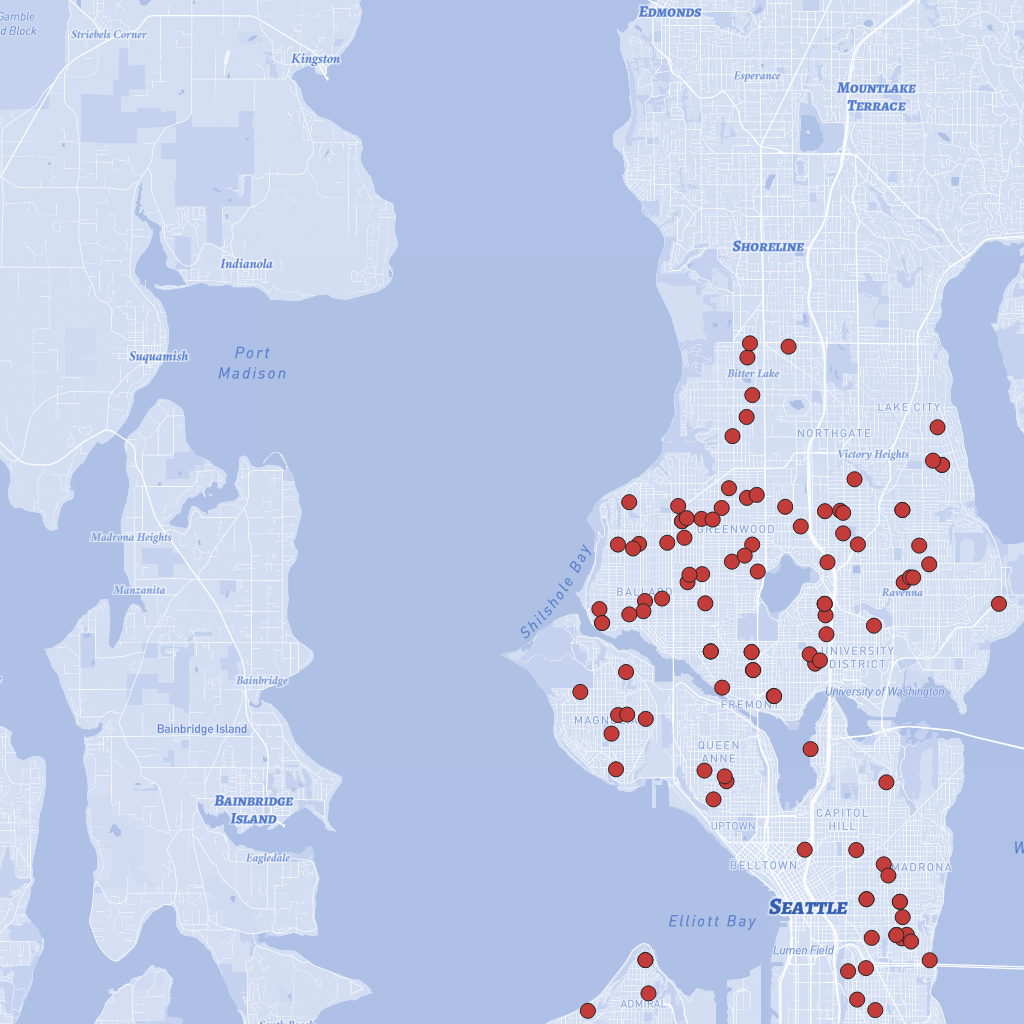 Gamble
d Block
Striebels Corner
Kingston
EDMONDS
Esperance
MOUNTLAKE
TERRACE
SHORELINE
Indianola
Port
Madison
Squamish
Bitter Lake
LAKE CITY
NORTHGATE
Victory Heights
Madrona Heights
GREENWOOD
Manzanita
Shilshole Bay
BALLARD
Ravenna
UNIVERSITY
DISTRICT
Bainbridge
University of Washington
FREMONT
Bainbridge Island
MAGN
QUEEN
ANNE
BAINBRIDGE
ISLAND
CAPITOL
HILL
UPTOWN
W
Eagledale
BELLTOWN
MADRONA
SEATTLE
Elliott Bay
Lumen Field
ADMIRAL